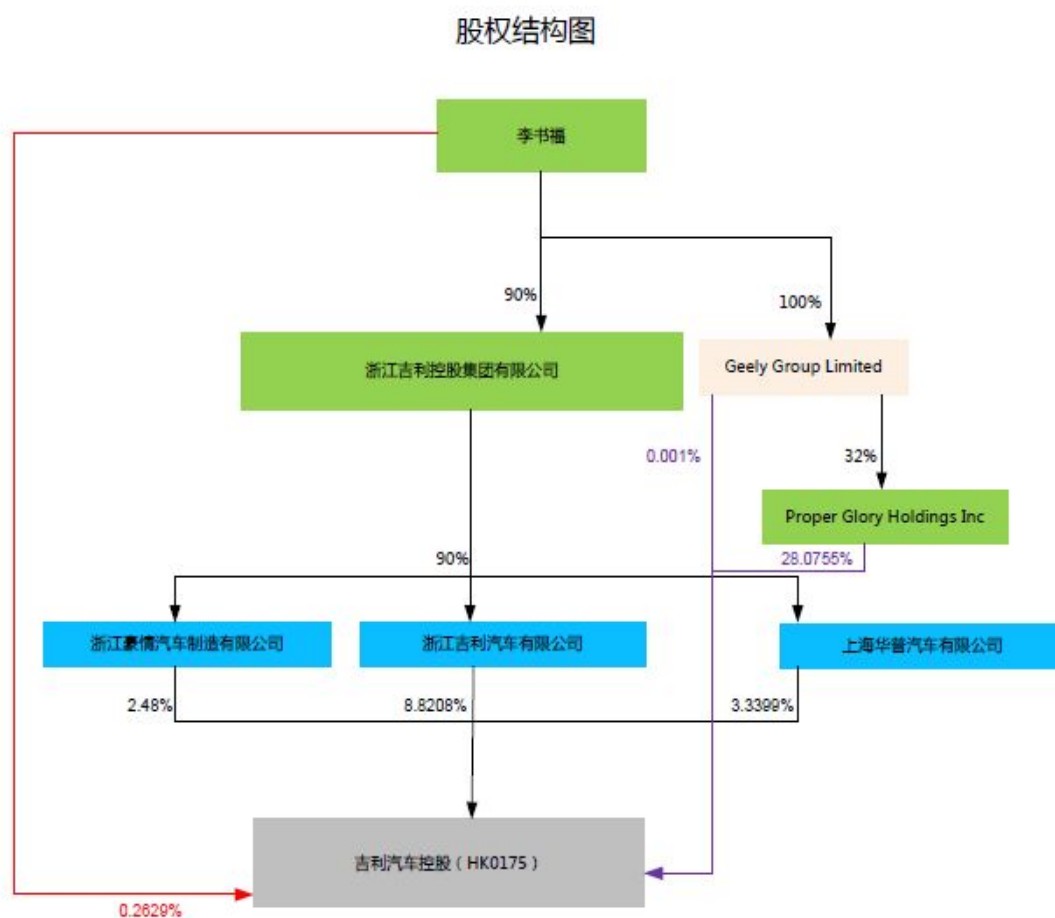 股权结构图
李书福
90%
100%
浙江吉利控股集团有限公司
Geely Group Limited
0.001%
32%
Proper Glory Holdings Inc
90%
28.0755%
浙江豪情汽车制造有限公司
浙江吉利汽车有限公司
上海华普汽车有限公司
2.48%
8.8208%
3.3399%
吉利汽车控股（HK0175）
0.2629%